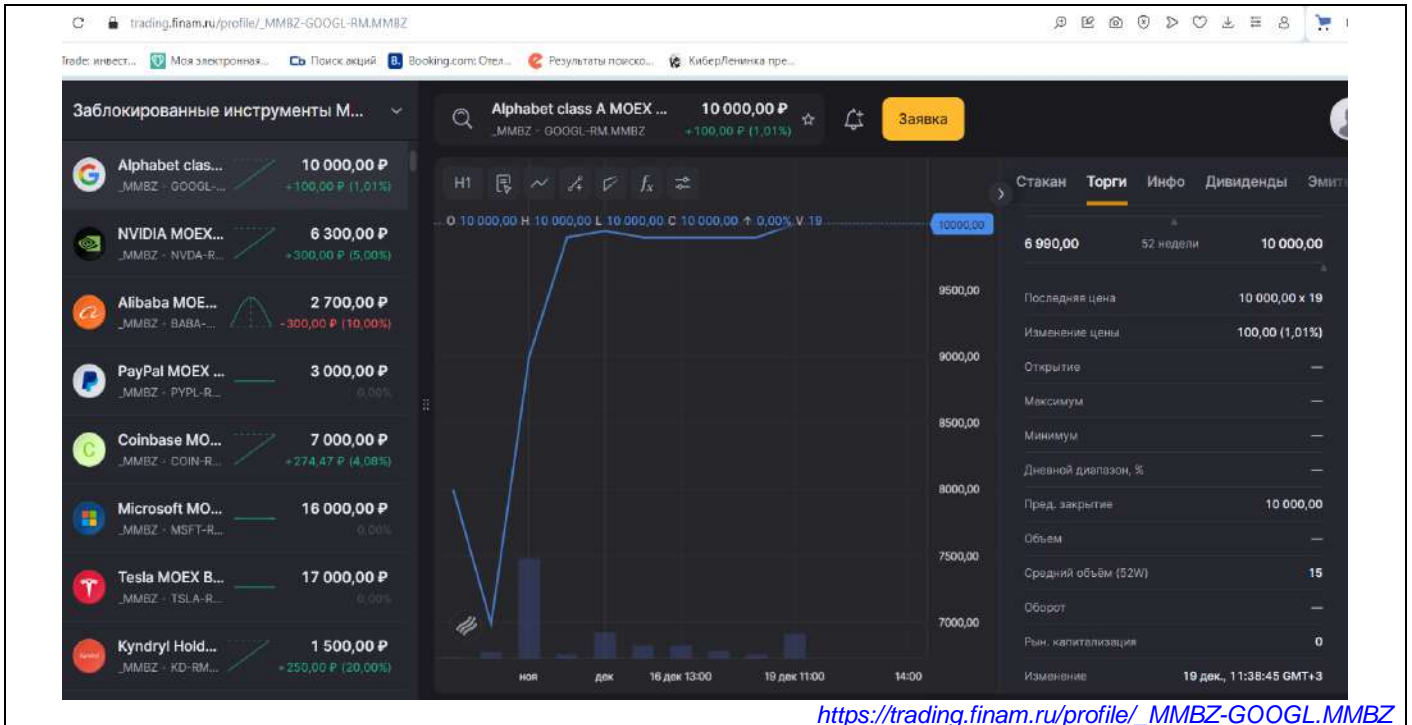 trading.finam.ru/profile/_MMBZ-GOOGL-RM.MMBZ
Trade: инвест... Моя электронная... Поиск акций Booking.com: Отел... Результаты поиско... КиберЛенинка пре...
Заблокированные инструменты М...
Alphabet clas... 10 000,00 ₽
_MMBZ · GOOGL-... +100,00 ₽ (1,01%)
NVIDIA MOEX... 6 300,00 ₽
_MMBZ · NVDA-R... +300,00 ₽ (5,00%)
Alibaba MOE... 2 700,00 ₽
_MMBZ · BABA-... -300,00 ₽ (10,00%)
PayPal MOEX ... 3 000,00 ₽
_MMBZ · PYPL-R... 0,00%
Coinbase MO... 7 000,00 ₽
_MMBZ · COIN-R... +274,47 ₽ (4,08%)
Microsoft MO... 16 000,00 ₽
_MMBZ · MSFT-R... 0,00%
Tesla MOEX B... 17 000,00 ₽
_MMBZ · TSLA-R... 0,00%
Kyndryl Hold... 1 500,00 ₽
_MMBZ · KD-RM... +250,00 ₽ (20,00%)
Alphabet class A MOEX ... 10 000,00 ₽
_MMBZ · GOOGL-RM.MMBZ +100,00 ₽ (1,01%)
Заявка
H1
O 10 000,00 H 10 000,00 L 10 000,00 C 10 000,00 ↑ 0,00% V 19
10000,00
9500,00
9000,00
8500,00
8000,00
7500,00
7000,00
ноя дек 16 дек 13:00 19 дек 11:00 14:00
Стакан Торги Инфо Дивиденды Эмит
6 990,00 52 недели 10 000,00
Последняя цена 10 000,00 x 19
Изменение цены 100,00 (1,01%)
Открытие —
Максимум —
Минимум —
Дневной диапазон, % —
Пред. закрытие 10 000,00
Объем —
Средний объём (52W) 15
Оборот —
Рын. капитализация 0
Изменение 19 дек., 11:38:45 GMT+3
https://trading.finam.ru/profile/_MMBZ-GOOGL.MMBZ